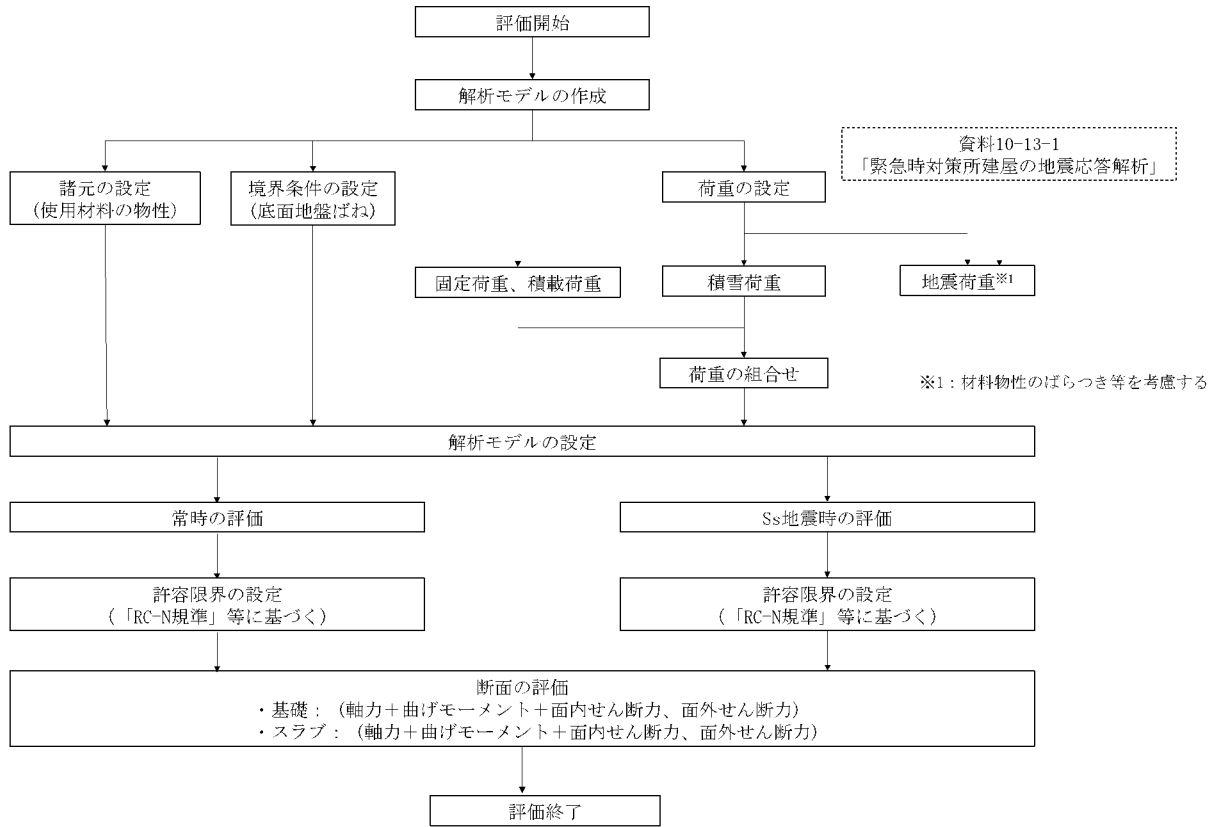 評価開始
解析モデルの作成
資料10-13-1
「緊急時対策所建屋の地震応答解析」
諸元の設定
(使用材料の物性)
境界条件の設定
(底面地盤ばね)
荷重の設定
固定荷重、積載荷重
積雪荷重
地震荷重※1
荷重の組合せ
※1：材料物性のばらつき等を考慮する
解析モデルの設定
常時の評価
Ss地震時の評価
許容限界の設定
(「RC-N規準」等に基づく)
許容限界の設定
(「RC-N規準」等に基づく)
断面の評価
・基礎：（軸力＋曲げモーメント＋面内せん断力、面外せん断力）
・スラブ：（軸力＋曲げモーメント＋面内せん断力、面外せん断力）
評価終了